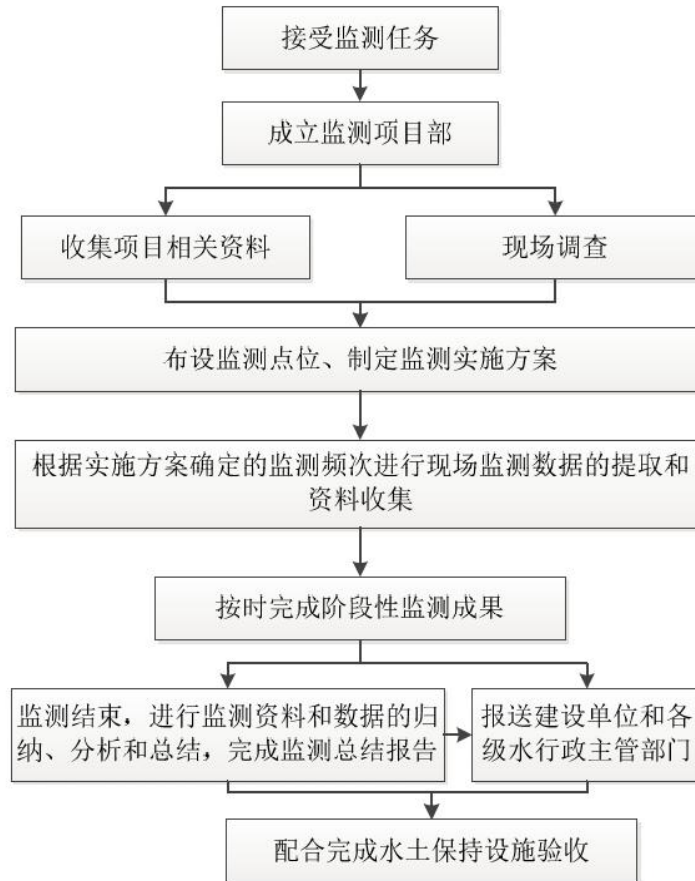 接受监测任务
成立监测项目部
收集项目相关资料
现场调查
布设监测点位、制定监测实施方案
根据实施方案确定的监测频次进行现场监测数据的提取和
资料收集
按时完成阶段性监测成果
监测结束，进行监测资料和数据的归
纳、分析和总结，完成监测总结报告
报送建设单位和各
级水行政主管部门
配合完成水土保持设施验收